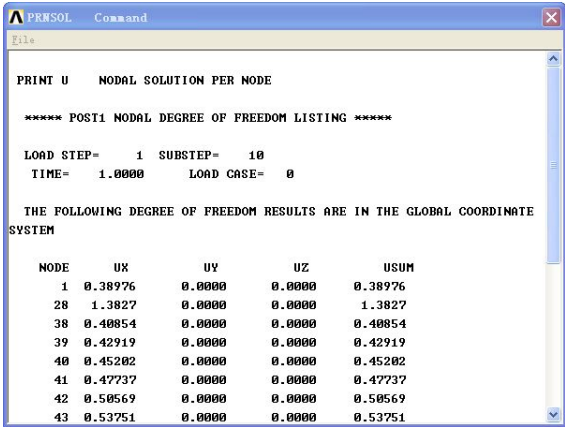 PRNSOL Command
File
PRINT U NODAL SOLUTION PER NODE
***** POST1 NODAL DEGREE OF FREEDOM LISTING *****
LOAD STEP= 1 SUBSTEP= 10
TIME= 1.0000 LOAD CASE= 0
THE FOLLOWING DEGREE OF FREEDOM RESULTS ARE IN THE GLOBAL COORDINATE
SYSTEM
NODE UX UY UZ USUM
1 0.38976 0.0000 0.0000 0.38976
28 1.3827 0.0000 0.0000 1.3827
38 0.40854 0.0000 0.0000 0.40854
39 0.42919 0.0000 0.0000 0.42919
40 0.45202 0.0000 0.0000 0.45202
41 0.47737 0.0000 0.0000 0.47737
42 0.50569 0.0000 0.0000 0.50569
43 0.53751 0.0000 0.0000 0.53751